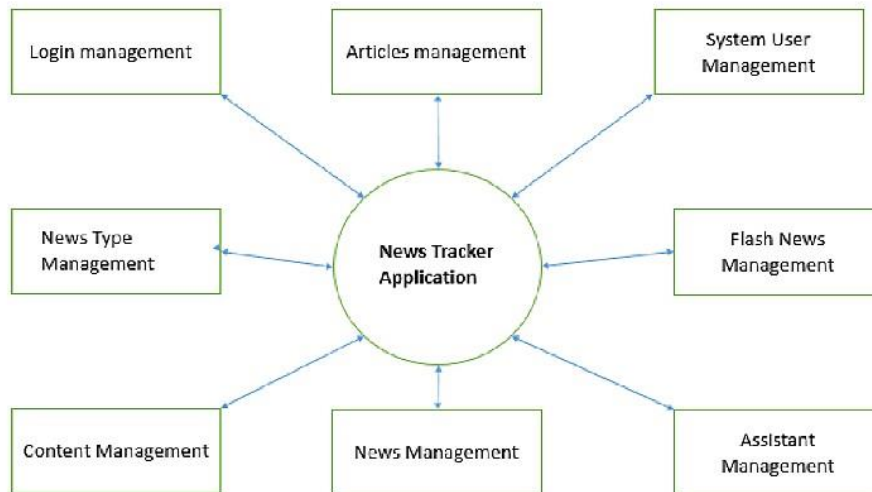 Login management
Articles management
System User
Management
News Type
Management
News Tracker
Application
Flash News
Management
Content Management
News Management
Assistant
Management